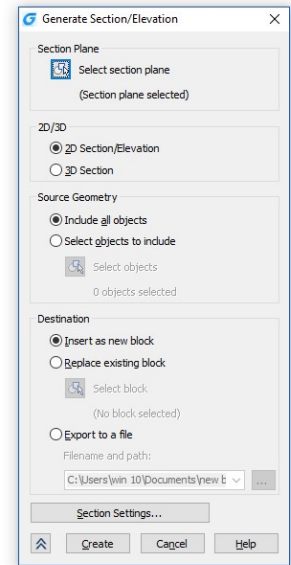 Generate Section/Elevation
Section Plane
Select section plane
(Section plane selected)
2D/3D
2D Section/Elevation
3D Section
Source Geometry
Include all objects
Select objects to include
Select objects
0 objects selected
Destination
Insert as new block
Replace existing block
Select block
(No block selected)
Export to a file
Filename and path:
C:\Users\win 10\Documents\new b
...
Section Settings...
Create Cancel Help